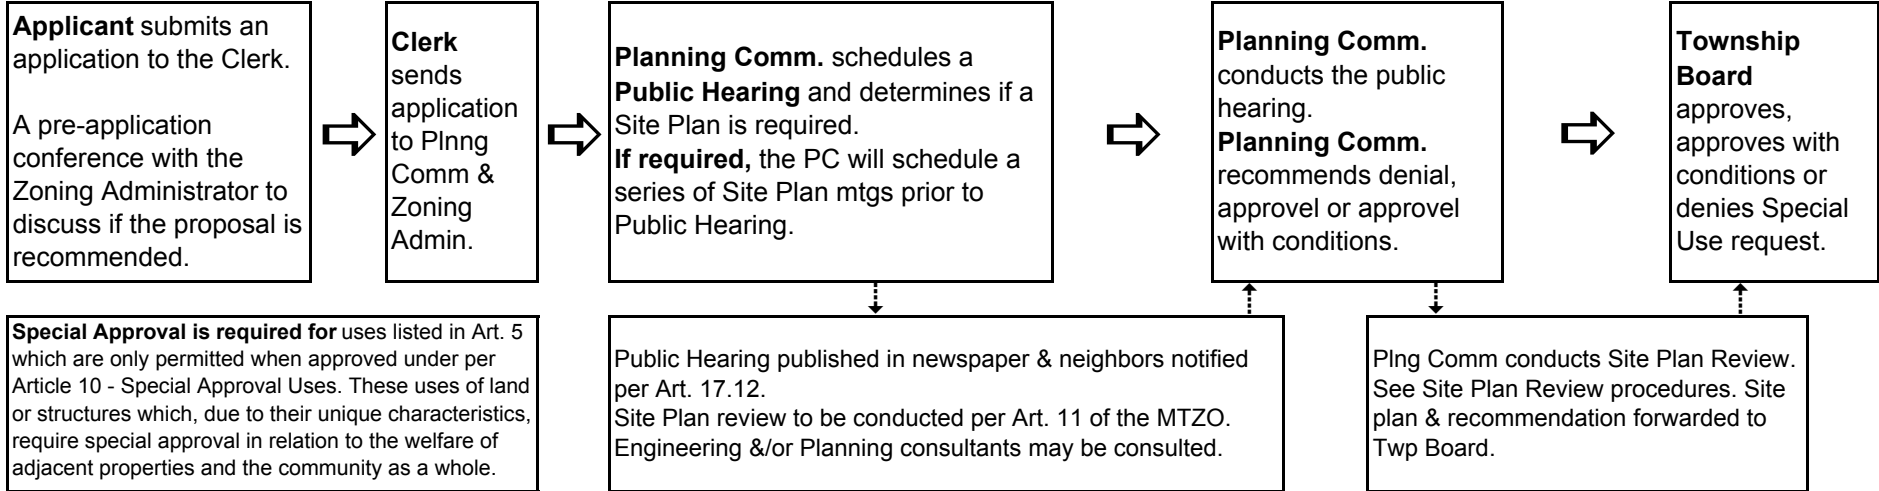 Applicant submits an
application to the Clerk.
A pre-application
conference with the
Zoning Administrator to
discuss if the proposal is
recommended.
Clerk
sends
application
to Plnng
Comm &
Zoning
Admin.
Planning Comm. schedules a
Public Hearing and determines if a
Site Plan is required.
If required, the PC will schedule a
series of Site Plan mtgs prior to
Public Hearing.
Planning Comm.
conducts the public
hearing.
Planning Comm.
recommends denial,
approvel or approvel
with conditions.
Township
Board
approves,
approves with
conditions or
denies Special
Use request.
Special Approval is required for uses listed in Art. 5
which are only permitted when approved under per
Article 10 - Special Approval Uses. These uses of land
or structures which, due to their unique characteristics,
require special approval in relation to the welfare of
adjacent properties and the community as a whole.
Public Hearing published in newspaper & neighbors notified
per Art. 17.12.
Site Plan review to be conducted per Art. 11 of the MTZO.
Engineering &/or Planning consultants may be consulted.
Plng Comm conducts Site Plan Review.
See Site Plan Review procedures. Site
plan & recommendation forwarded to
Twp Board.